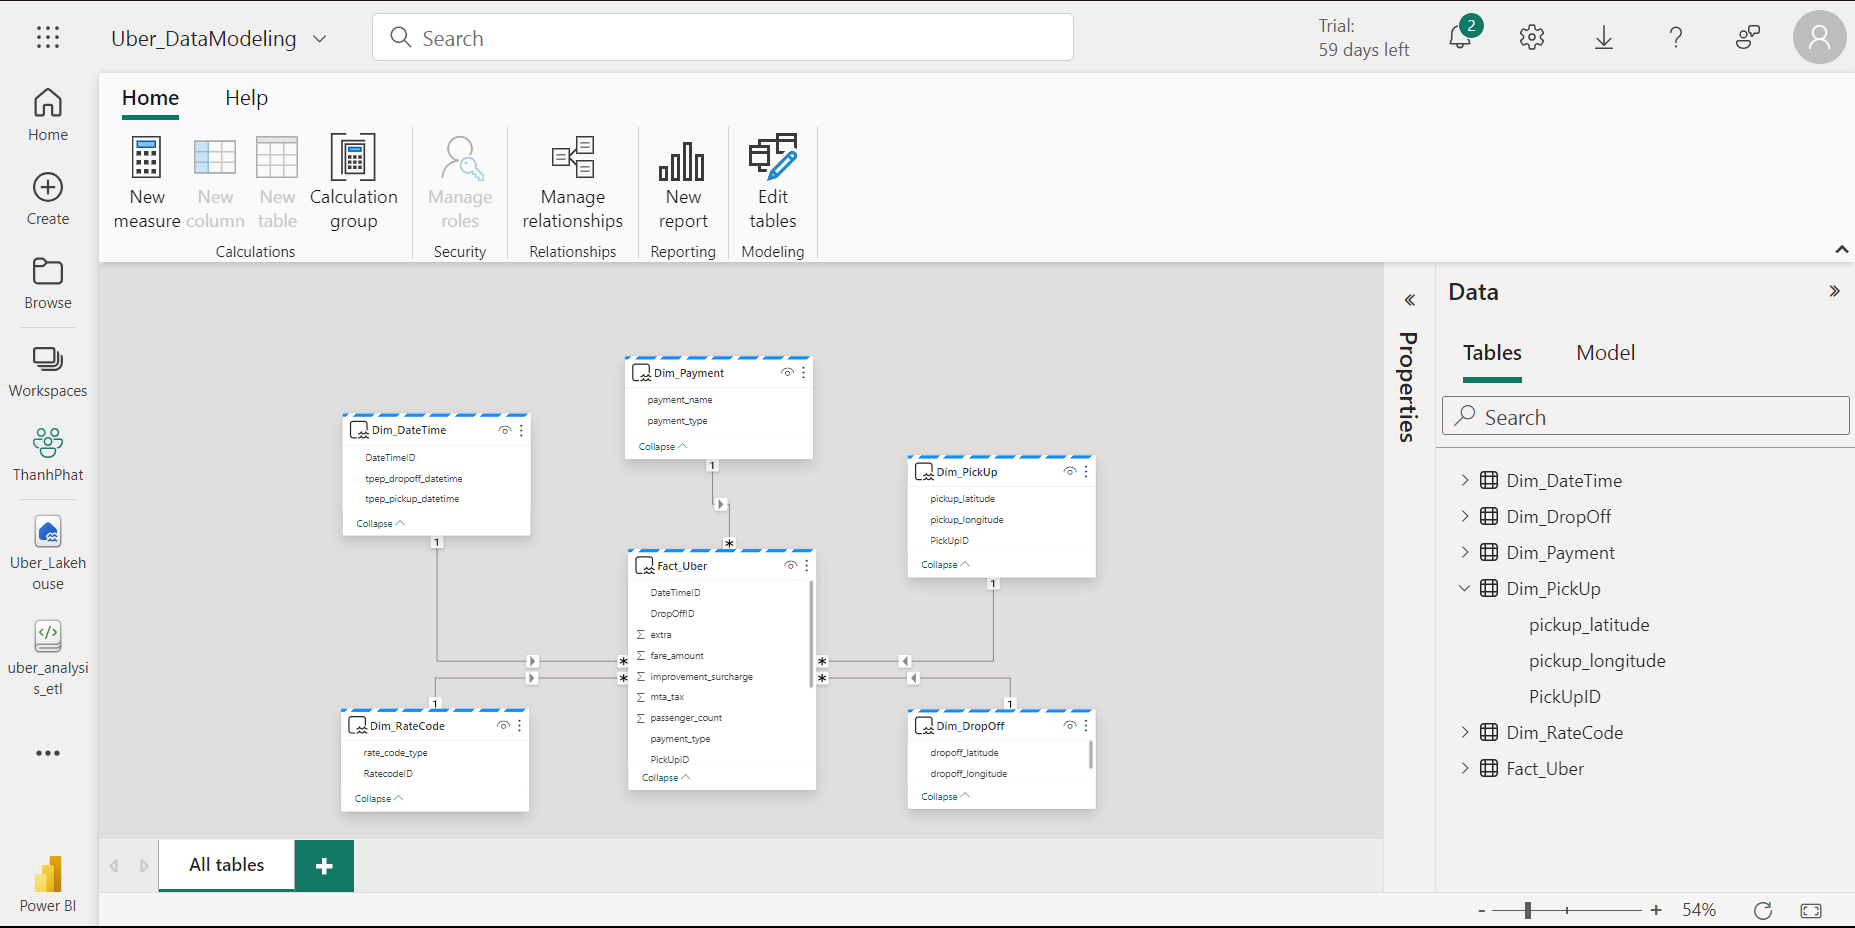 Uber_DataModeling
Search
Trial:
59 days left
2
Home
Create
Browse
Workspaces
ThanhPhat
Uber_Lakeh
ouse
uber_analysi
s_etl
Power BI
Home Help
New
measure
New
column
New
table
Calculation
group
Calculations
Manage
roles
Security
Manage
relationships
Relationships
New
report
Reporting
Edit
tables
Modeling
Dim_Payment
payment_name
payment_type
Collapse
1
*
Dim_DateTime
DateTimeID
tpep_dropoff_datetime
tpep_pickup_datetime
Collapse
1
*
Dim_PickUp
pickup_latitude
pickup_longitude
PickUpID
Collapse
1
*
Fact_Uber
DateTimeID
DropOffID
Σ extra
Σ fare_amount
Σ improvement_surcharge
Σ mta_tax
Σ passenger_count
payment_type
PickUpID
Collapse
1
*
Dim_RateCode
rate_code_type
RatecodeID
Collapse
1
*
Dim_DropOff
dropoff_latitude
dropoff_longitude
Collapse
All tables
+
Properties
Data
Tables Model
Search
Dim_DateTime
Dim_DropOff
Dim_Payment
Dim_PickUp
pickup_latitude
pickup_longitude
PickUpID
Dim_RateCode
Fact_Uber
- + 54%